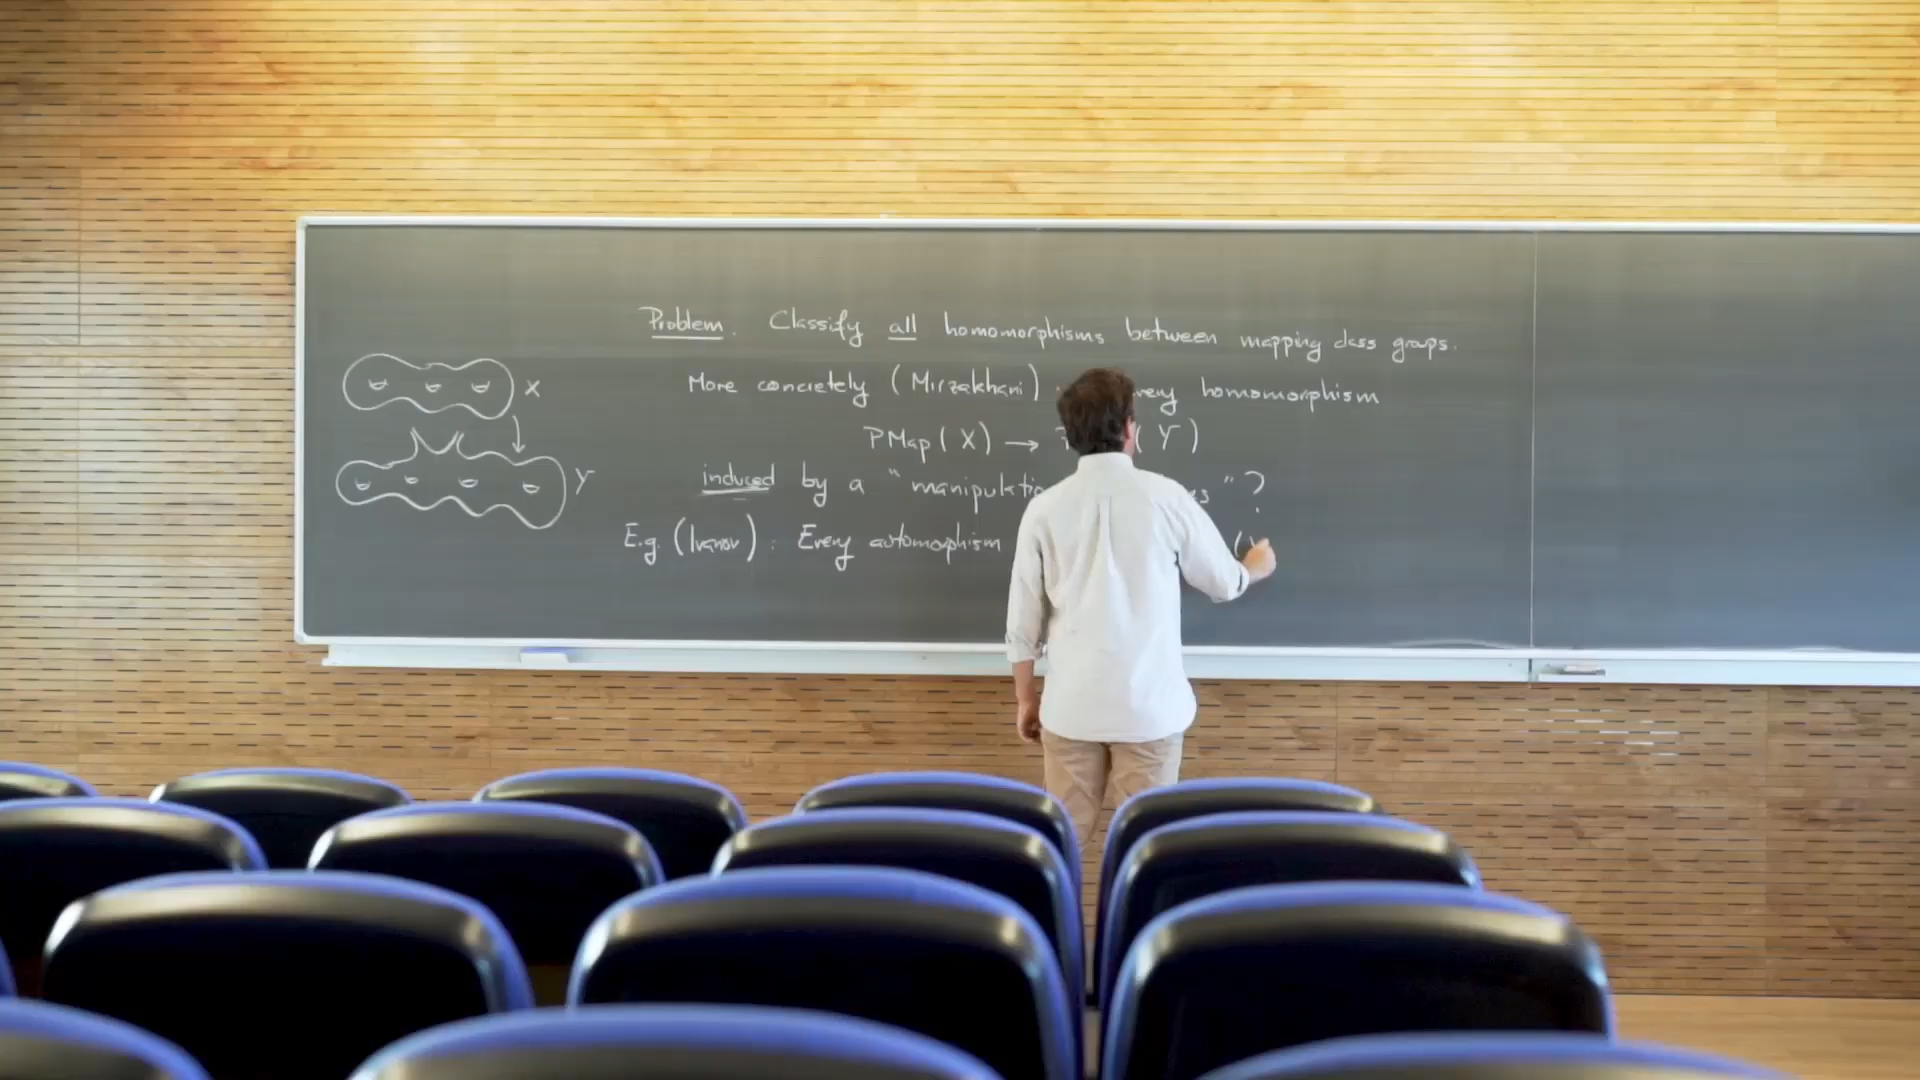 Problem. Classify all homomorphisms between mapping class groups.
More concretely (Mirzakhani) every homomorphism
PMap(X) → (Y)
induced by a "manipulation "?
E.g. (Ivanov): Every automorphism (
X
Y